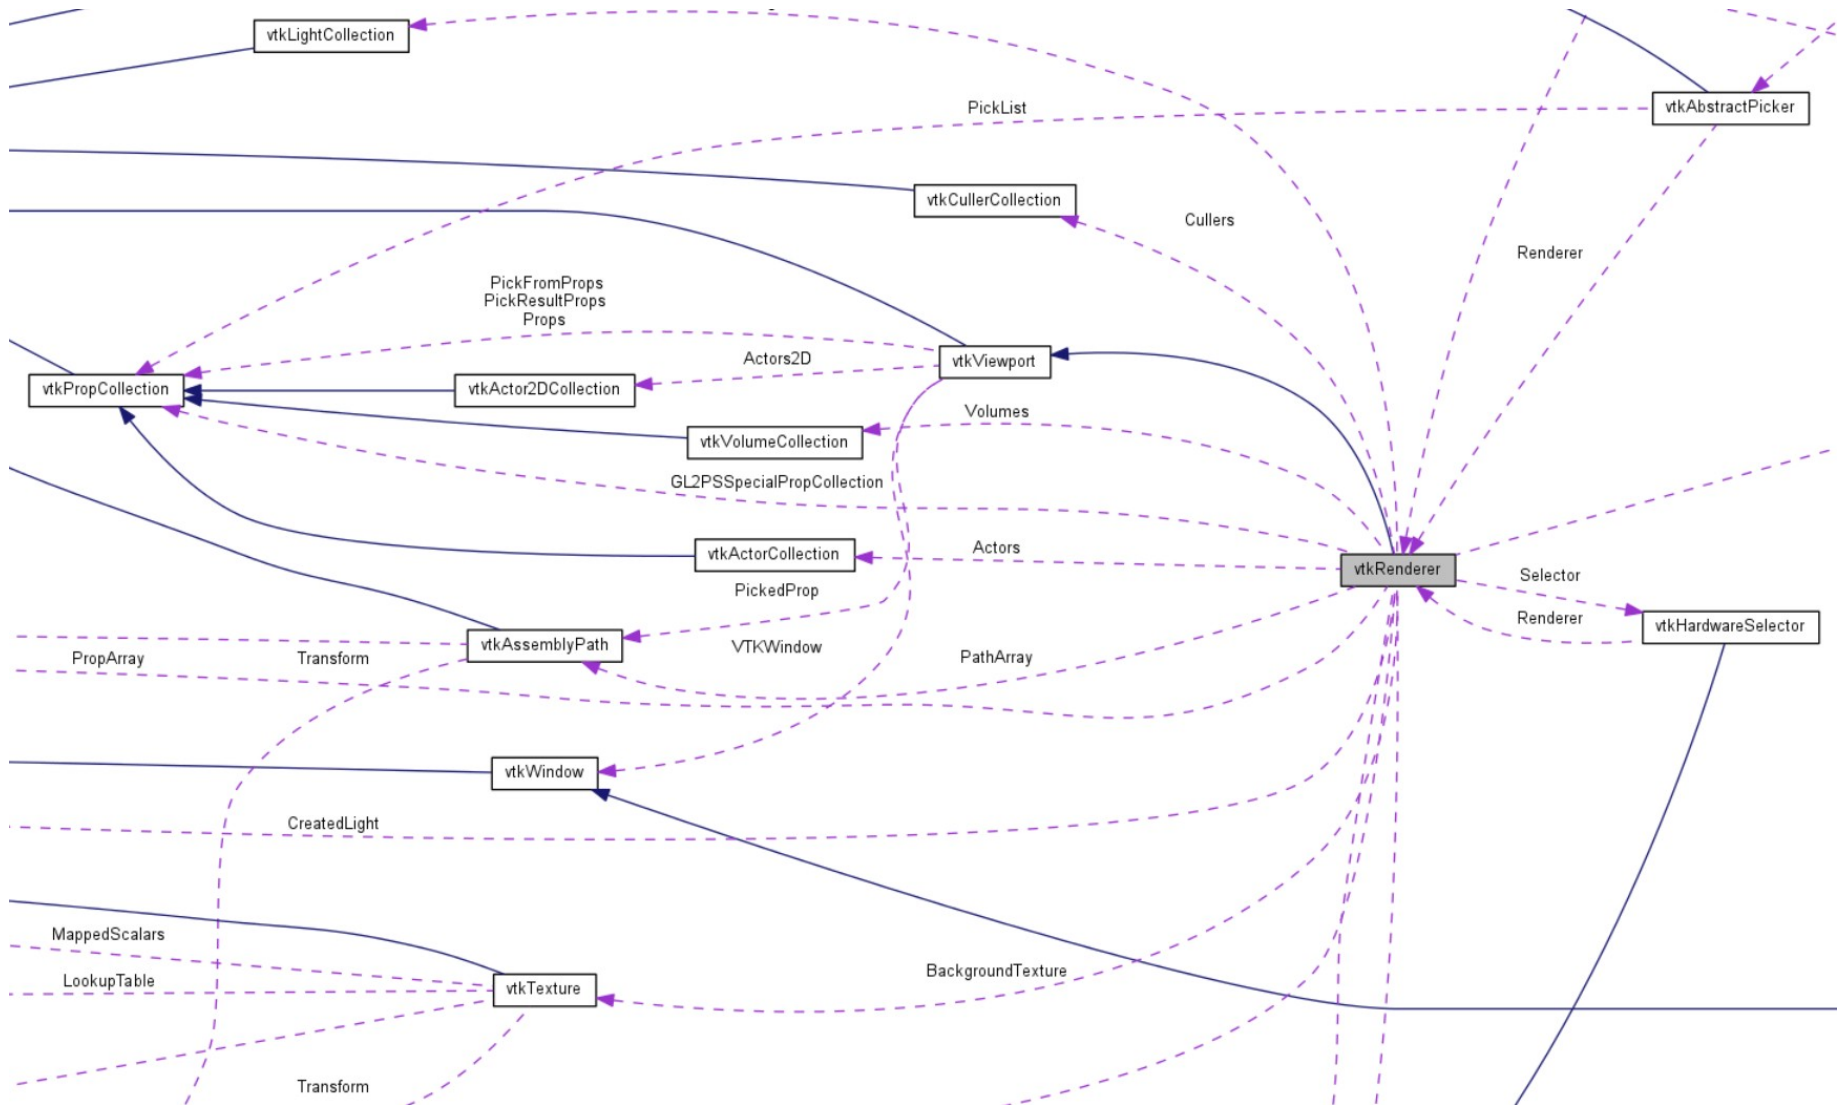 vtkLightCollection
PickList
vtkAbstractPicker
vtkCullerCollection
Cullers
Renderer
PickFromProps
PickResultProps
Props
Actors2D
vtkViewport
vtkPropCollection
vtkActor2DCollection
Volumes
vtkVolumeCollection
GL2PSSpecialPropCollection
vtkActorCollection
Actors
vtkRenderer
Selector
PickedProp
Renderer
vtkHardwareSelector
vtkAssemblyPath
VTKWindow
PropArray
Transform
PathArray
vtkWindow
CreatedLight
MappedScalars
BackgroundTexture
LookupTable
vtkTexture
Transform